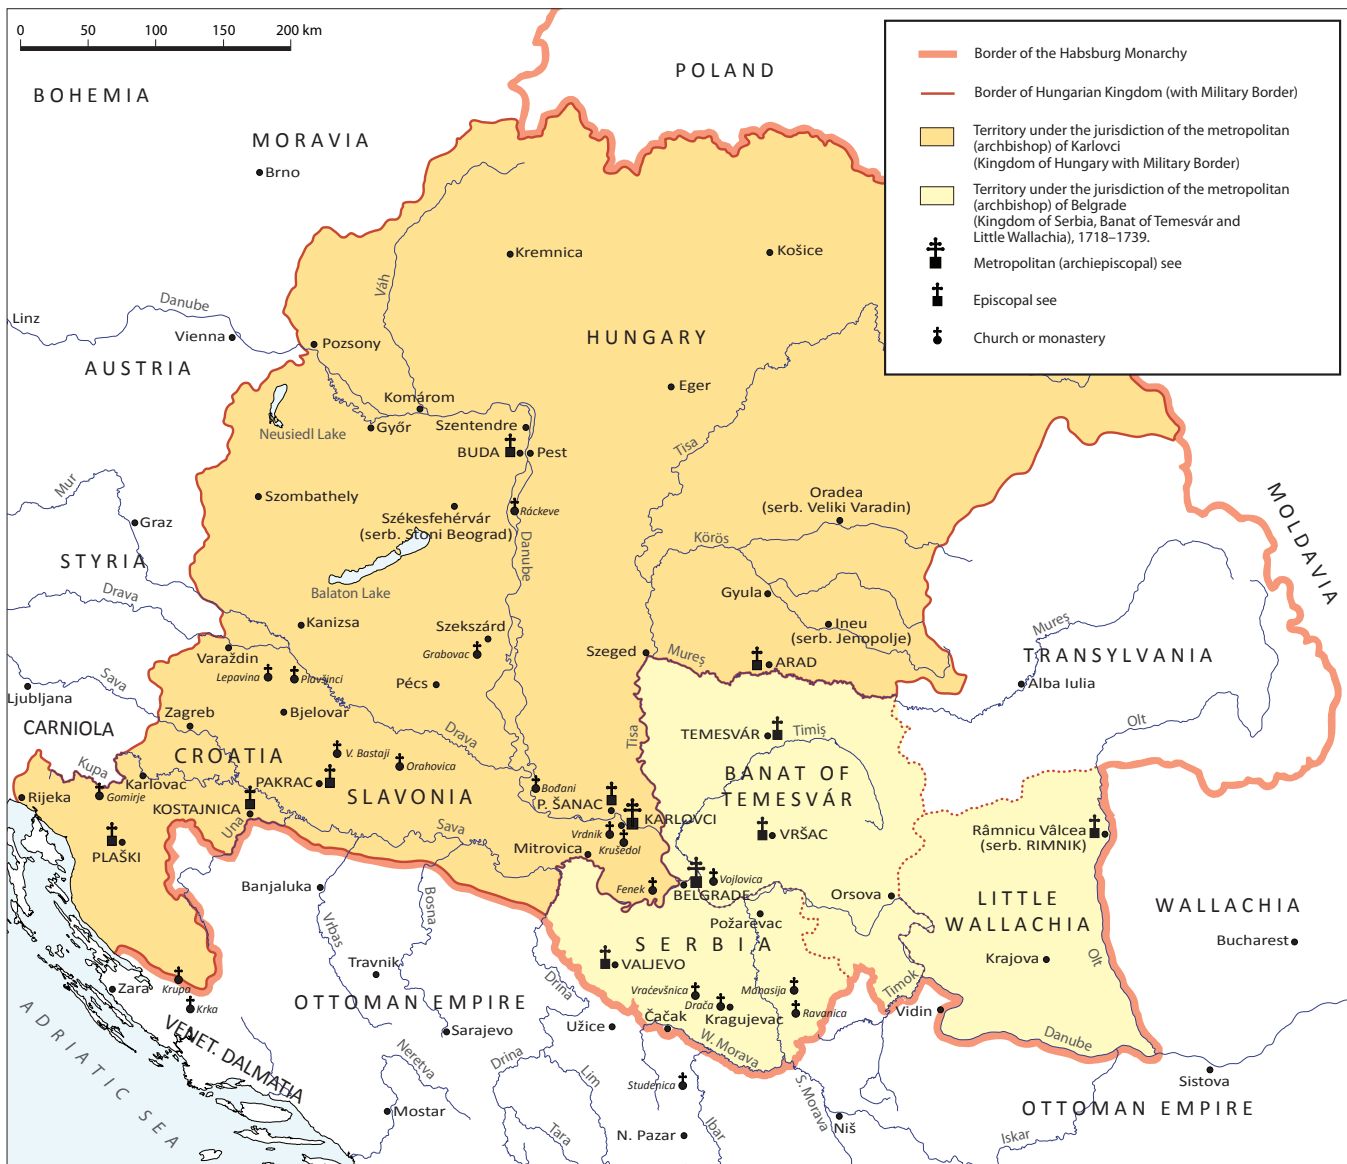 0 50 100 150 200 km
BOHEMIA
MORAVIA
Brno
POLAND
Border of the Habsburg Monarchy
Border of Hungarian Kingdom (with Military Border)
Territory under the jurisdiction of the metropolitan
(archbishop) of Karlovci
(Kingdom of Hungary with Military Border)
Territory under the jurisdiction of the metropolitan
(archbishop) of Belgrade
(Kingdom of Serbia, Banat of Temesvár and
Little Wallachia), 1718–1739.
Metropolitan (archiepiscopal) see
Episcopal see
Church or monastery
Kremnica
Košice
Váh
Danube
Linz
Vienna
Pozsony
HUNGARY
AUSTRIA
Eger
Komárom
Neusiedl Lake
Győr
Szentendre
BUDA
Pest
Tisa
Mur
Szombathely
Graz
Székesfehérvár
(serb. Stoni Beograd)
Ráckeve
Oradea
(serb. Veliki Varadin)
MOLDAVIA
Körös
STYRIA
Danube
Drava
Balaton Lake
Gyula
Kanizsa
Szekszárd
Ineu
(serb. Jenopolje)
Mureş
Varaždin
Grabovac
Szeged
Mureş
ARAD
TRANSYLVANIA
Lepavina
Plavšinci
Pécs
Alba Iulia
Ljubljana
Sava
CARNIOLA
Zagreb
Bjelovar
Drava
Tisa
TEMESVÁR
Timiş
Olt
CROATIA
V. Bastaji
Orahovica
Kupa
Karlovac
PAKRAC
BANAT OF
TEMESVÁR
Rijeka
Gomirje
KOSTAJNICA
SLAVONIA
Bođani
P. ŠANAC
KARLOVCI
Una
Sava
Vrdnik
Krušedol
VRŠAC
Râmnicu Vâlcea
(serb. RIMNIK)
PLAŠKI
Mitrovica
Banjaluka
Bosna
Fenek
BELGRADE
Vojlovica
Orsova
LITTLE
WALLACHIA
WALLACHIA
Vrbas
Požarevac
Bucharest
SERBIA
Krajova
Travnik
VALJEVO
Olt
Zara
Krupa
Krka
Drina
Vraćevšnica
Manasija
Timok
OTTOMAN EMPIRE
Drača
Kragujevac
Ravanica
Vidin
ADRIATIC SEA
VENET. DALMATIA
Sarajevo
Užice
Čačak
W. Morava
Danube
Neretva
Drina
Lim
Studenica
S. Morava
Sistova
Mostar
OTTOMAN EMPIRE
Niš
Tara
N. Pazar
Ibar
Iskar